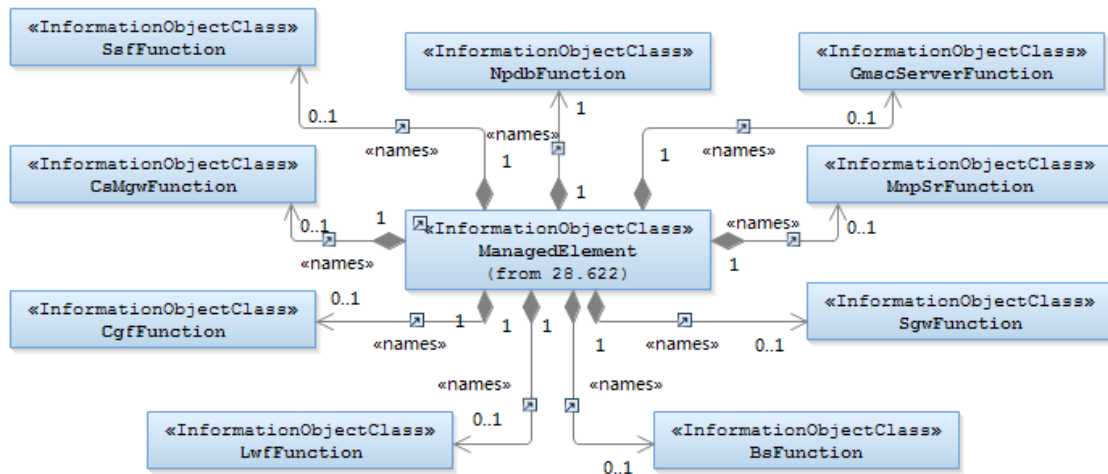 «InformationObjectClass»
SsfFunction
«InformationObjectClass»
NpdbFunction
«InformationObjectClass»
GmscServerFunction
0..1
«names»
1
1
«names»
1
1
«names»
0..1
«InformationObjectClass»
CsMgwFunction
«InformationObjectClass»
MnpSrFunction
0..1
«names»
1
«InformationObjectClass»
ManagedElement
(from 28.622)
«names»
1
0..1
«InformationObjectClass»
CgfFunction
0..1
«names»
1
«InformationObjectClass»
SgwFunction
1
«names»
0..1
1
«names»
0..1
1
«names»
0..1
«InformationObjectClass»
LwfFunction
«InformationObjectClass»
BsFunction